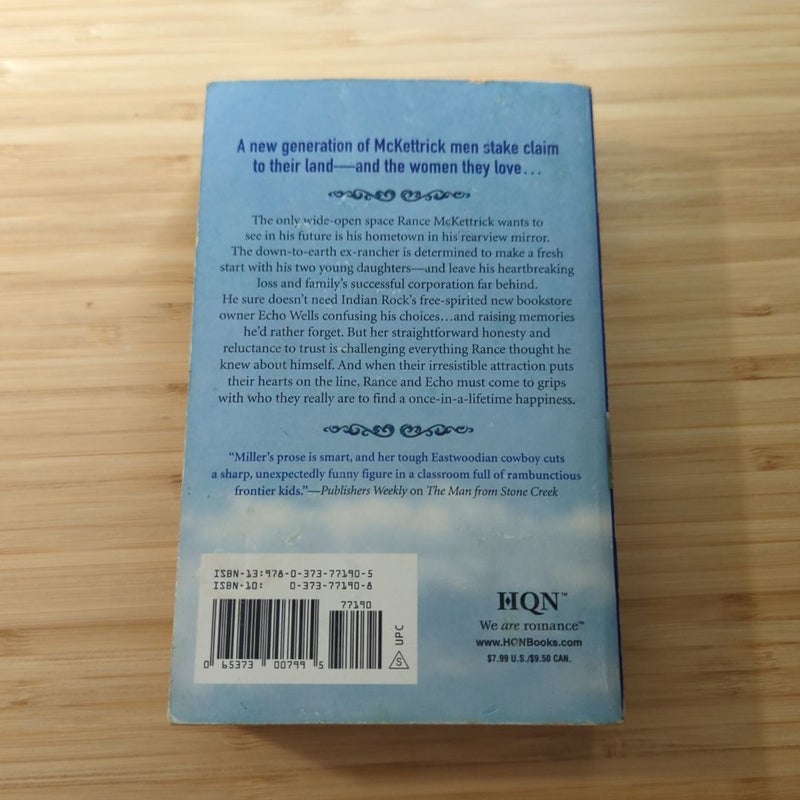 A new generation of McKettrick men stake claim
to their land—and the women they love...
The only wide-open space Rance McKettrick wants to
see in his future is his hometown in his rearview mirror.
The down-to-earth ex-rancher is determined to make a fresh
start with his two young daughters—and leave his heartbreaking
loss and family's successful corporation far behind.
He sure doesn't need Indian Rock's free-spirited new bookstore
owner Echo Wells confusing his choices...and raising memories
he'd rather forget. But her straightforward honesty and
reluctance to trust is challenging everything Rance thought he
knew about himself. And when their irresistible attraction puts
their hearts on the line, Rance and Echo must come to grips
with who they really are to find a once-in-a-lifetime happiness.
“Miller's prose is smart, and her tough Eastwoodian cowboy cuts
a sharp, unexpectedly funny figure in a classroom full of rambunctious
frontier kids.”—Publishers Weekly on The Man from Stone Creek
ISBN-13:978-0-373-77190-5
ISBN-10: 0-373-77190-8
77190
0 65373 00799 5
UPC
S
HQN™
We are romance™
www.HQNBooks.com
$7.99 U.S./$9.50 CAN.